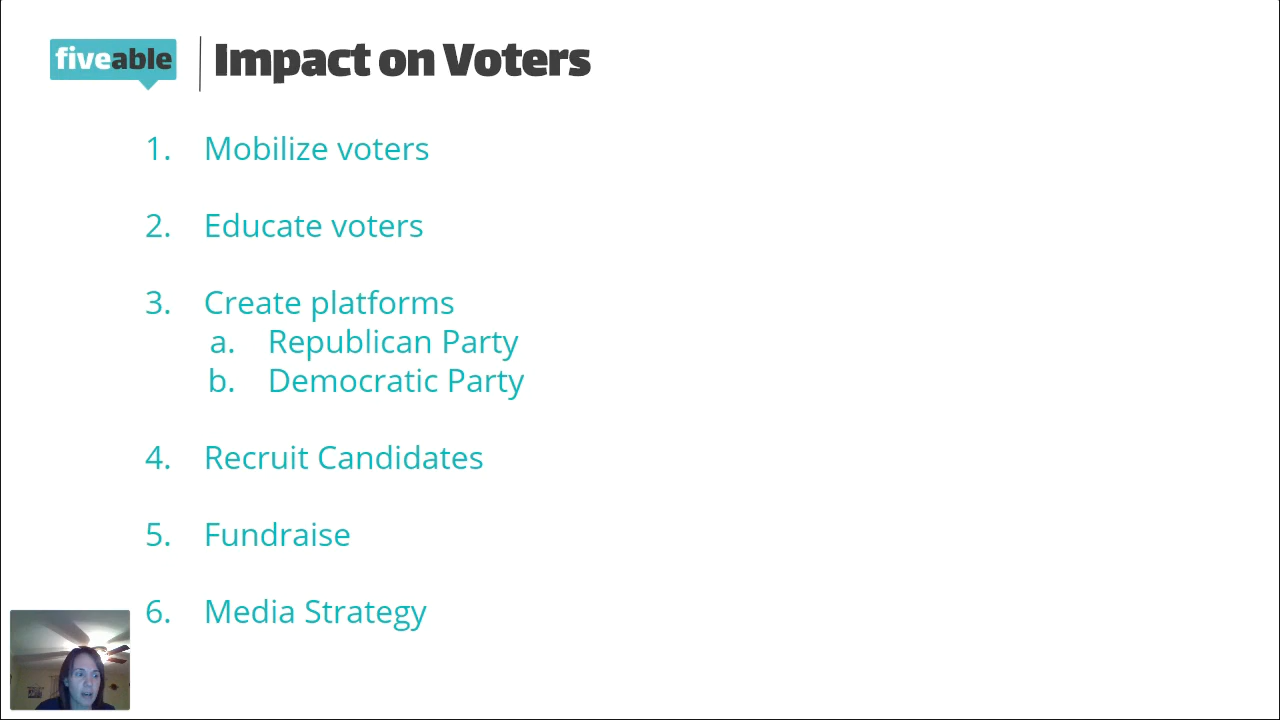 fiveable
Impact on Voters
1. Mobilize voters
2. Educate voters
3. Create platforms
a. Republican Party
b. Democratic Party
4. Recruit Candidates
5. Fundraise
6. Media Strategy